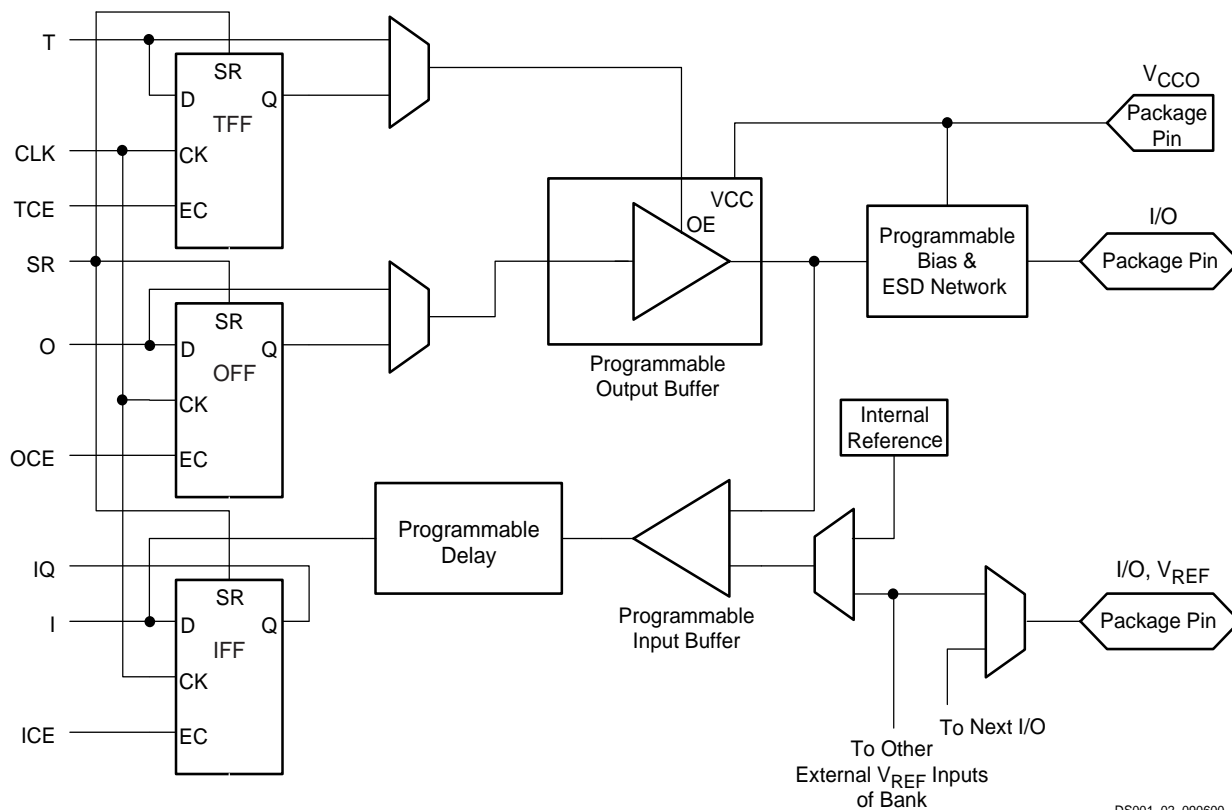 T
SR
D
Q
TFF
CLK
CK
TCE
EC
SR
SR
O
D
Q
OFF
CK
OCE
EC
IQ
SR
I
D
Q
IFF
CK
ICE
EC
VCC
OE
Programmable
Output Buffer
VCCO
Package
Pin
Programmable
Bias &
ESD Network
I/O
Package Pin
Internal
Reference
Programmable
Delay
Programmable
Input Buffer
I/O, VREF
Package Pin
To Next I/O
To Other
External VREF Inputs
of Bank
DS001_02_090600